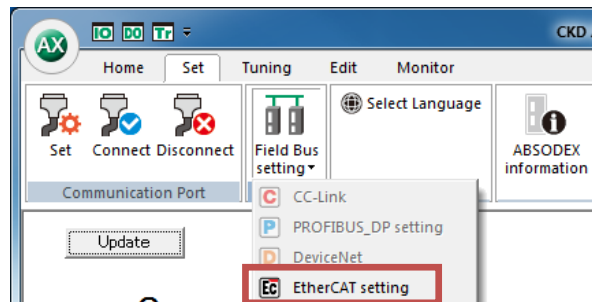 AX IO DO Tr CKD
Home Set Tuning Edit Monitor
Select Language
Set Connect Disconnect Field Bus setting ABSODEX information
Communication Port
C CC-Link
P PROFIBUS_DP setting
Update
D DeviceNet
EC EtherCAT setting